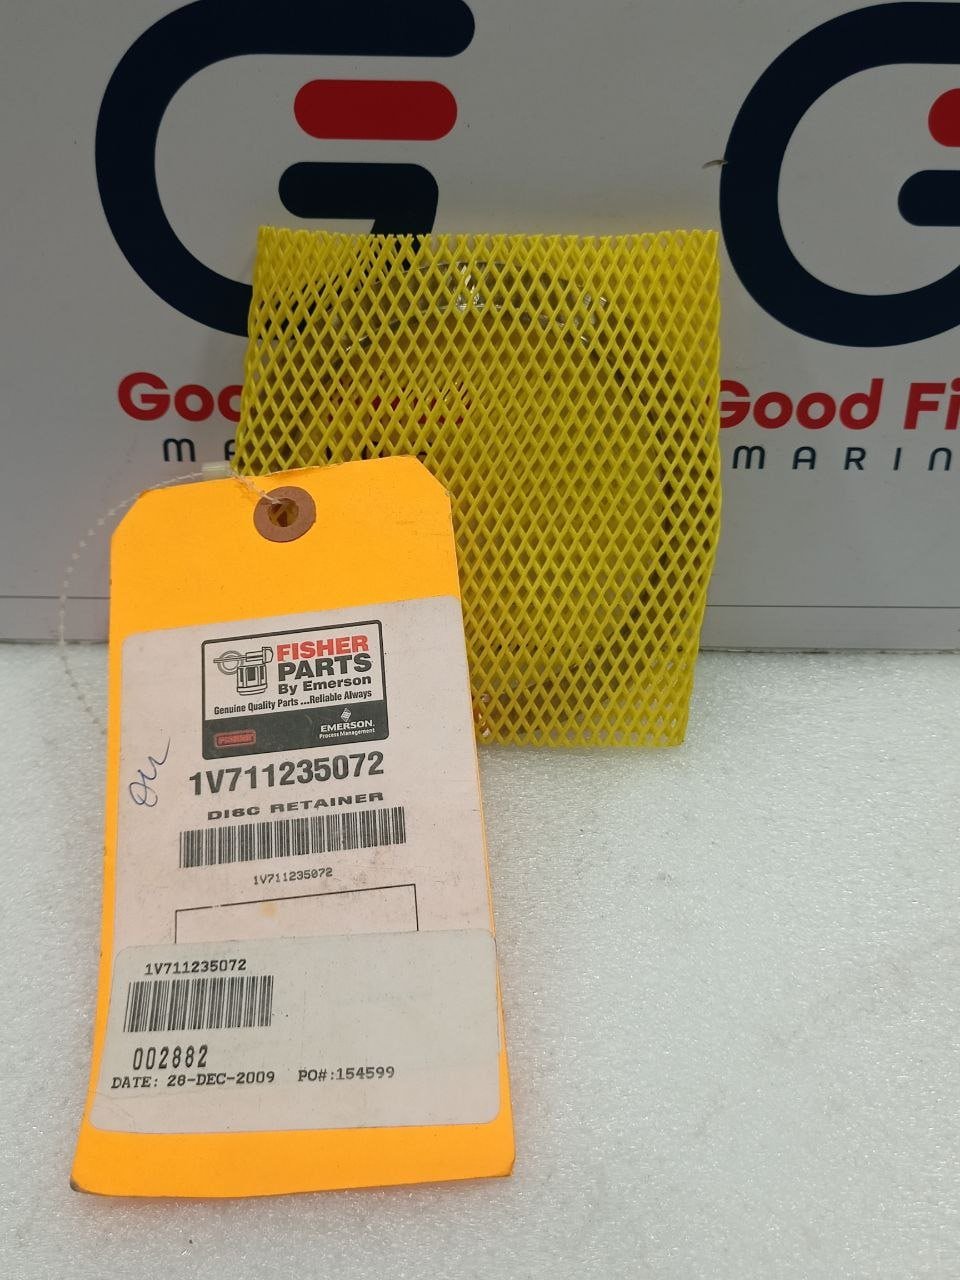 Good Fi
MARIN
FISHER
PARTS
By Emerson
Genuine Quality Parts ...Reliable Always
FISHER
EMERSON.
Process Management
1V711235072
DISC RETAINER
1V711235072
1V711235072
002882
DATE: 28-DEC-2009 PO#:154599